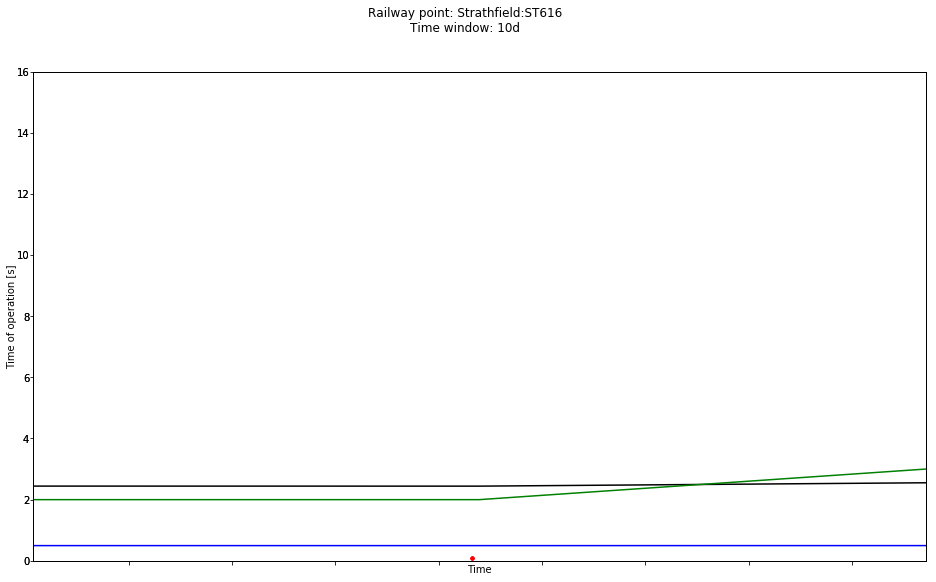 Railway point: Strathfield:ST616
Time window: 10d
16
14
12
10
8
6
4
2
0
Time of operation [s]
Time